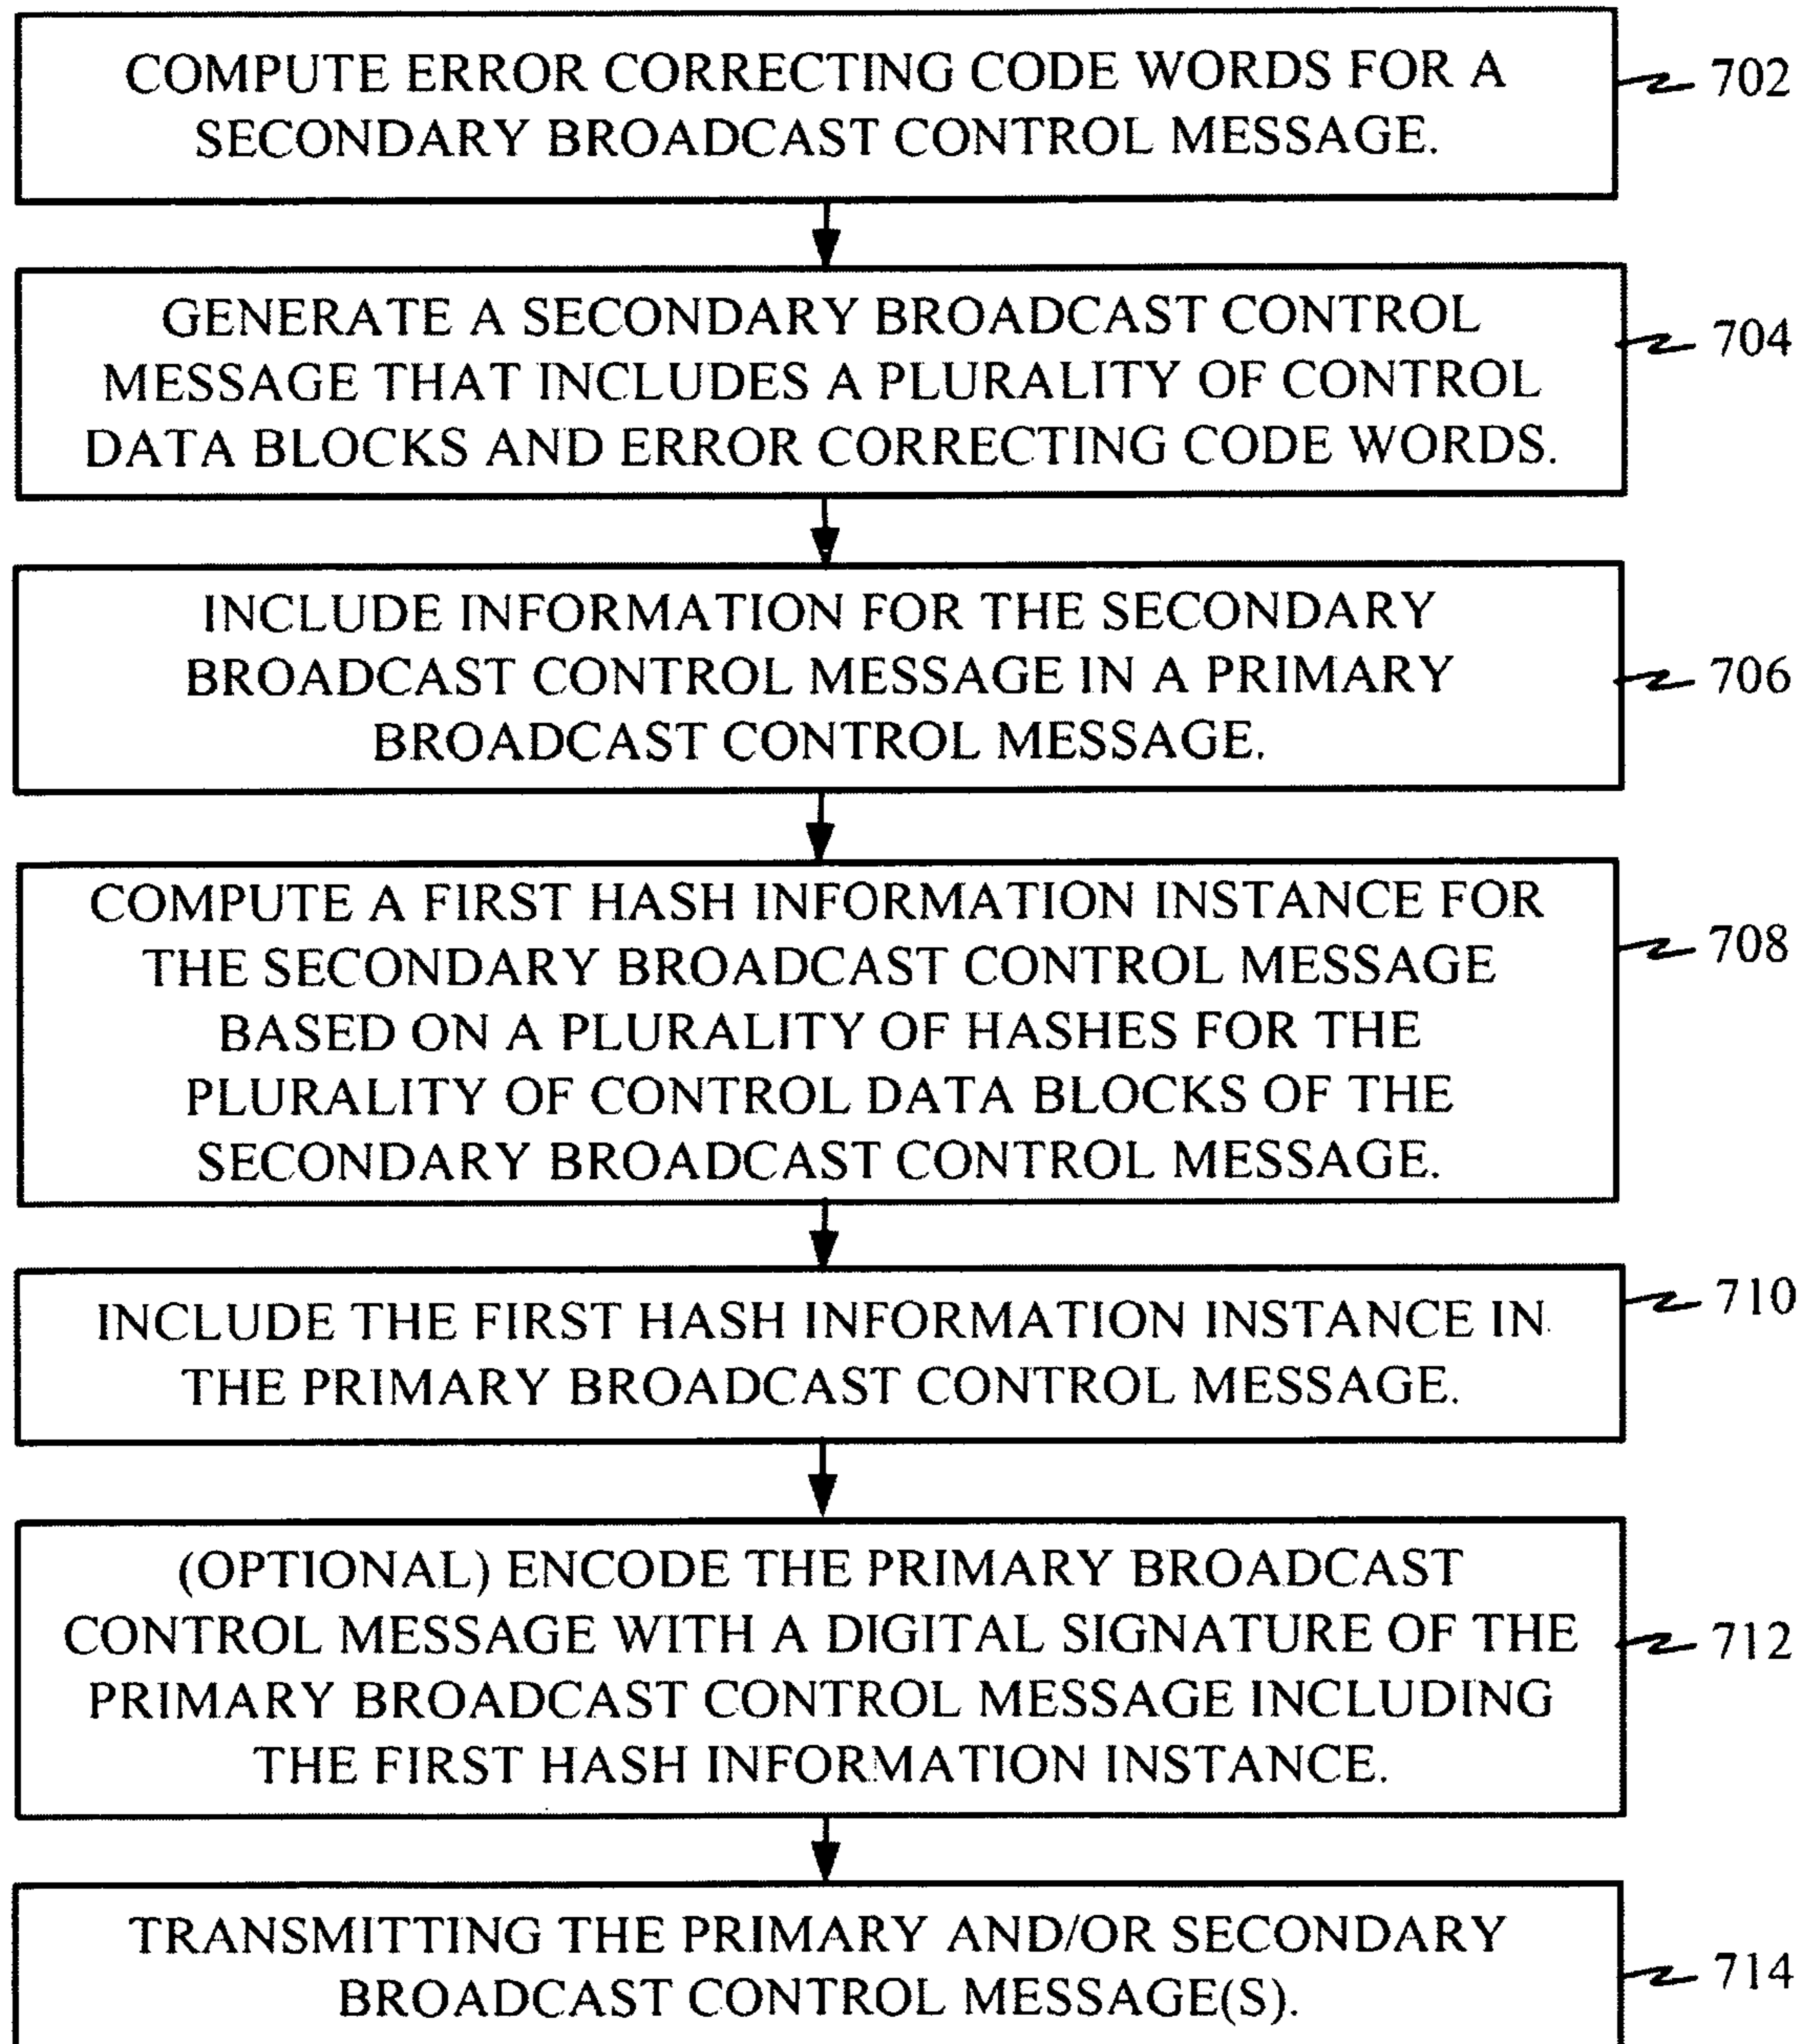 COMPUTE ERROR CORRECTING CODE WORDS FOR A
SECONDARY BROADCAST CONTROL MESSAGE.
702
GENERATE A SECONDARY BROADCAST CONTROL
MESSAGE THAT INCLUDES A PLURALITY OF CONTROL
DATA BLOCKS AND ERROR CORRECTING CODE WORDS.
704
INCLUDE INFORMATION FOR THE SECONDARY
BROADCAST CONTROL MESSAGE IN A PRIMARY
BROADCAST CONTROL MESSAGE.
706
COMPUTE A FIRST HASH INFORMATION INSTANCE FOR
THE SECONDARY BROADCAST CONTROL MESSAGE
BASED ON A PLURALITY OF HASHES FOR THE
PLURALITY OF CONTROL DATA BLOCKS OF THE
SECONDARY BROADCAST CONTROL MESSAGE.
708
INCLUDE THE FIRST HASH INFORMATION INSTANCE IN
THE PRIMARY BROADCAST CONTROL MESSAGE.
710
(OPTIONAL) ENCODE THE PRIMARY BROADCAST
CONTROL MESSAGE WITH A DIGITAL SIGNATURE OF THE
PRIMARY BROADCAST CONTROL MESSAGE INCLUDING
THE FIRST HASH INFORMATION INSTANCE.
712
TRANSMITTING THE PRIMARY AND/OR SECONDARY
BROADCAST CONTROL MESSAGE(S).
714